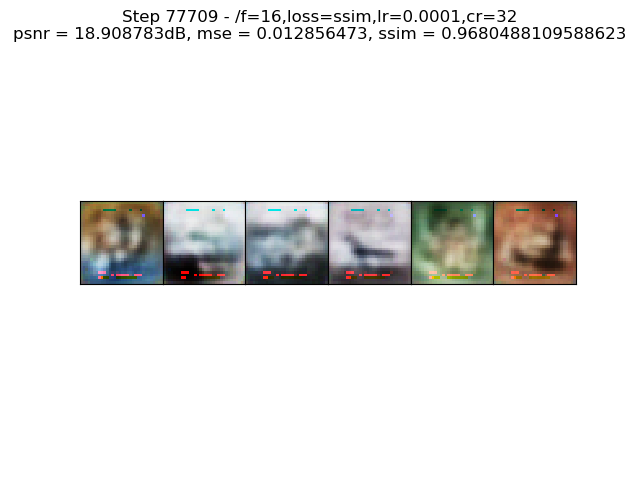 Step 77709 - /f=16,loss=ssim,lr=0.0001,cr=32
psnr = 18.908783dB, mse = 0.012856473, ssim = 0.9680488109588623